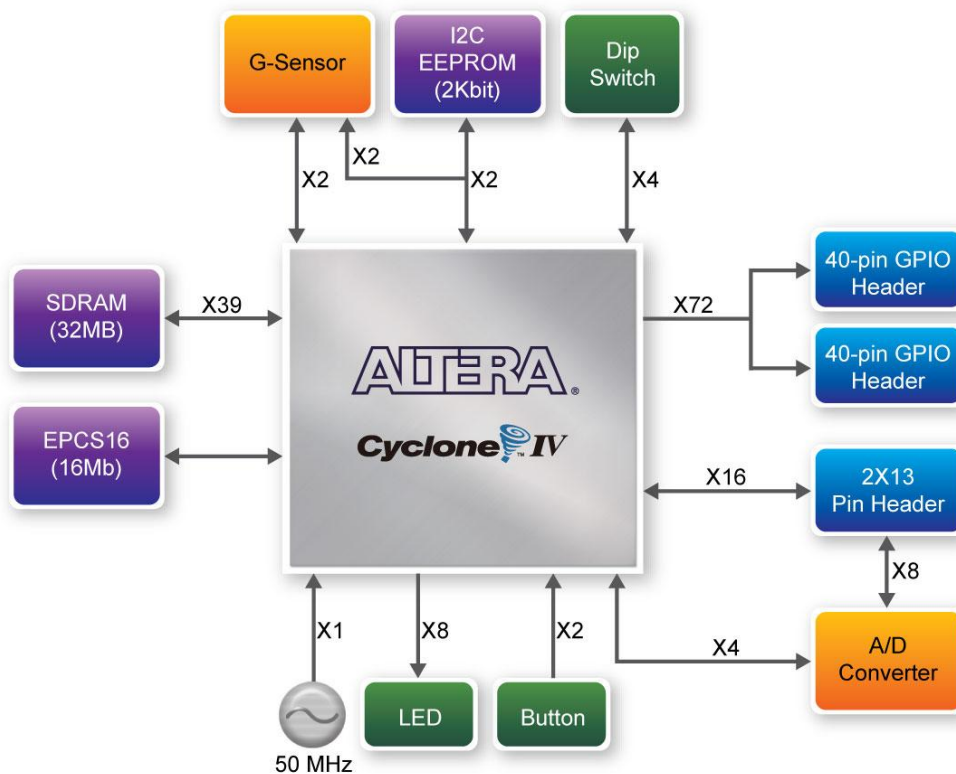 G-Sensor
I2C
EEPROM
(2Kbit)
Dip
Switch
X2
X2
X2
X4
SDRAM
(32MB)
X39
EPCS16
(16Mb)
ALTERA®
Cyclone™ IV
X72
40-pin GPIO
Header
40-pin GPIO
Header
X16
2X13
Pin Header
X8
X4
A/D
Converter
X1
X8
X2
50 MHz
LED
Button